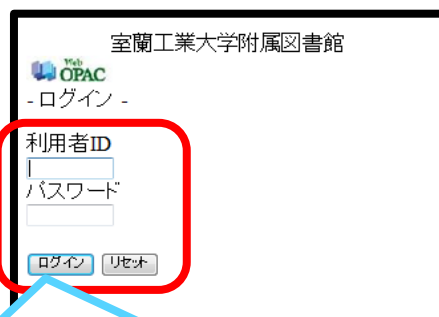 室蘭工業大学附属図書館
Web
OPAC
- ログイン -
利用者ID
パスワード
ログイン リセット